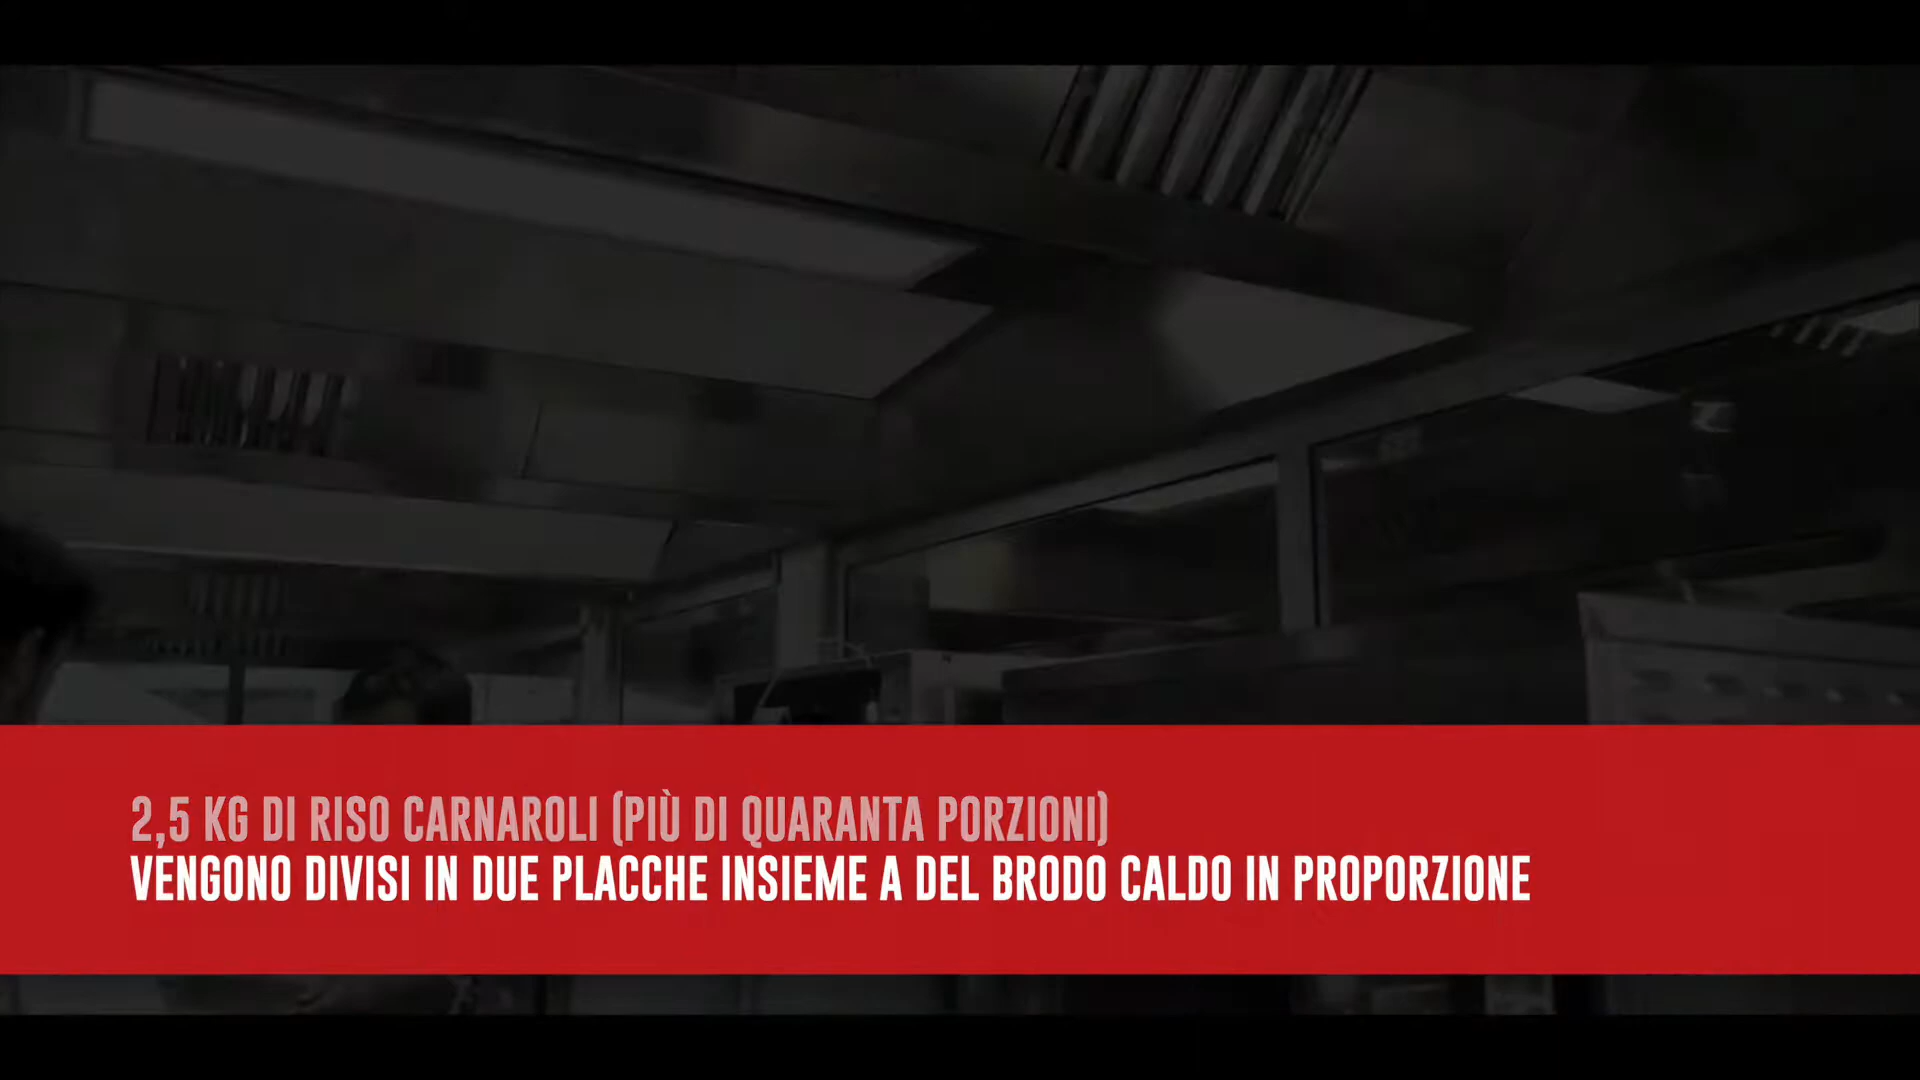 2,5 KG DI RISO CARNAROLI (PIÙ DI QUARANTA PORZIONI)
VENGONO DIVISI IN DUE PLACCHE INSIEME A DEL BRODO CALDO IN PROPORZIONE